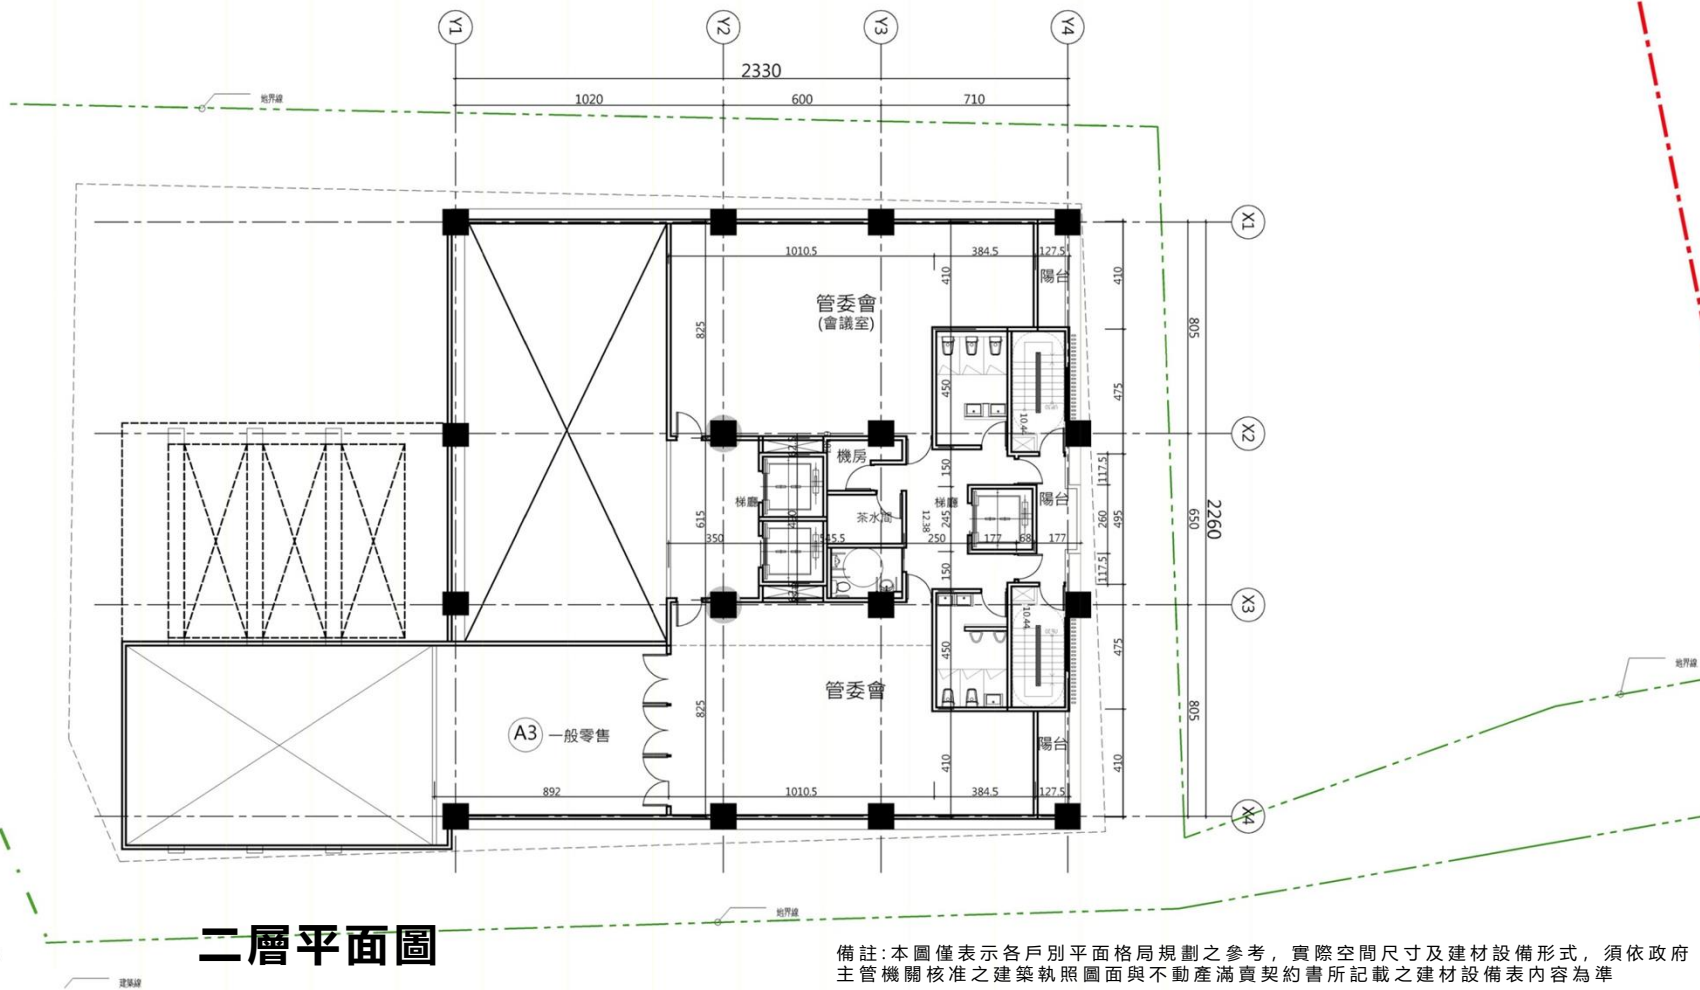 Y1 Y2 Y3 Y4
2330
1020 600 710
地界線
X1
1010.5 384.5 127.5
陽台
410 410
管委會
(會議室)
825 805
450 475
10.44
X2
機房
150 117.5
梯廳 梯廳 陽台
茶水間
615 12.38 245 260 495 650 2260
350 545.5 250 177 68 177
150 117.5
X3
10.44
450 475
地界線
管委會
825 805
A3 一般零售
陽台
410 410
892 1010.5 384.5 127.5
X4
地界線
二層平面圖
備註:本圖僅表示各戶別平面格局規劃之參考，實際空間尺寸及建材設備形式，須依政府
主管機關核准之建築執照圖面與不動產滿賣契約書所記載之建材設備表內容為準
建築線